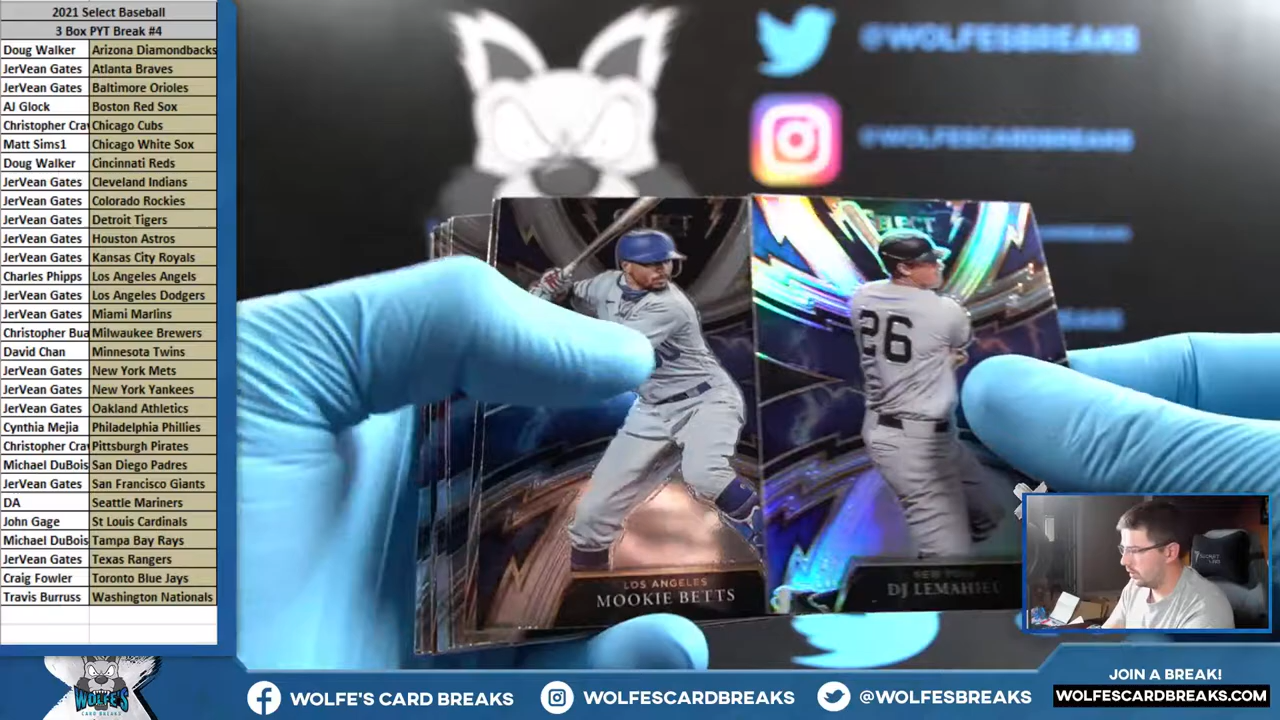 2021 Select Baseball
3 Box PYT Break #4
Doug Walker Arizona Diamondbacks
JerVean Gates Atlanta Braves
JerVean Gates Baltimore Orioles
AJ Glock Boston Red Sox
Christopher Cra Chicago Cubs
Matt Sims1 Chicago White Sox
Doug Walker Cincinnati Reds
JerVean Gates Cleveland Indians
JerVean Gates Colorado Rockies
JerVean Gates Detroit Tigers
JerVean Gates Houston Astros
JerVean Gates Kansas City Royals
Charles Phipps Los Angeles Angels
JerVean Gates Los Angeles Dodgers
JerVean Gates Miami Marlins
Christopher Bua Milwaukee Brewers
David Chan Minnesota Twins
JerVean Gates New York Mets
JerVean Gates New York Yankees
JerVean Gates Oakland Athletics
Cynthia Mejia Philadelphia Phillies
Christopher Cra Pittsburgh Pirates
Michael DuBois San Diego Padres
JerVean Gates San Francisco Giants
DA Seattle Mariners
John Gage St Louis Cardinals
Michael DuBois Tampa Bay Rays
JerVean Gates Texas Rangers
Craig Fowler Toronto Blue Jays
Travis Burruss Washington Nationals
@WOLFESBREAKS
@WOLFESCARDBREAKS
SELECT
SELECT
26
LOS ANGELES
MOOKIE BETTS
NEW YORK
DJ LEMAHIEU
WOLFE'S
CARD BREAKS
WOLFE'S CARD BREAKS
WOLFESCARDBREAKS
@WOLFESBREAKS
JOIN A BREAK!
WOLFESCARDBREAKS.COM